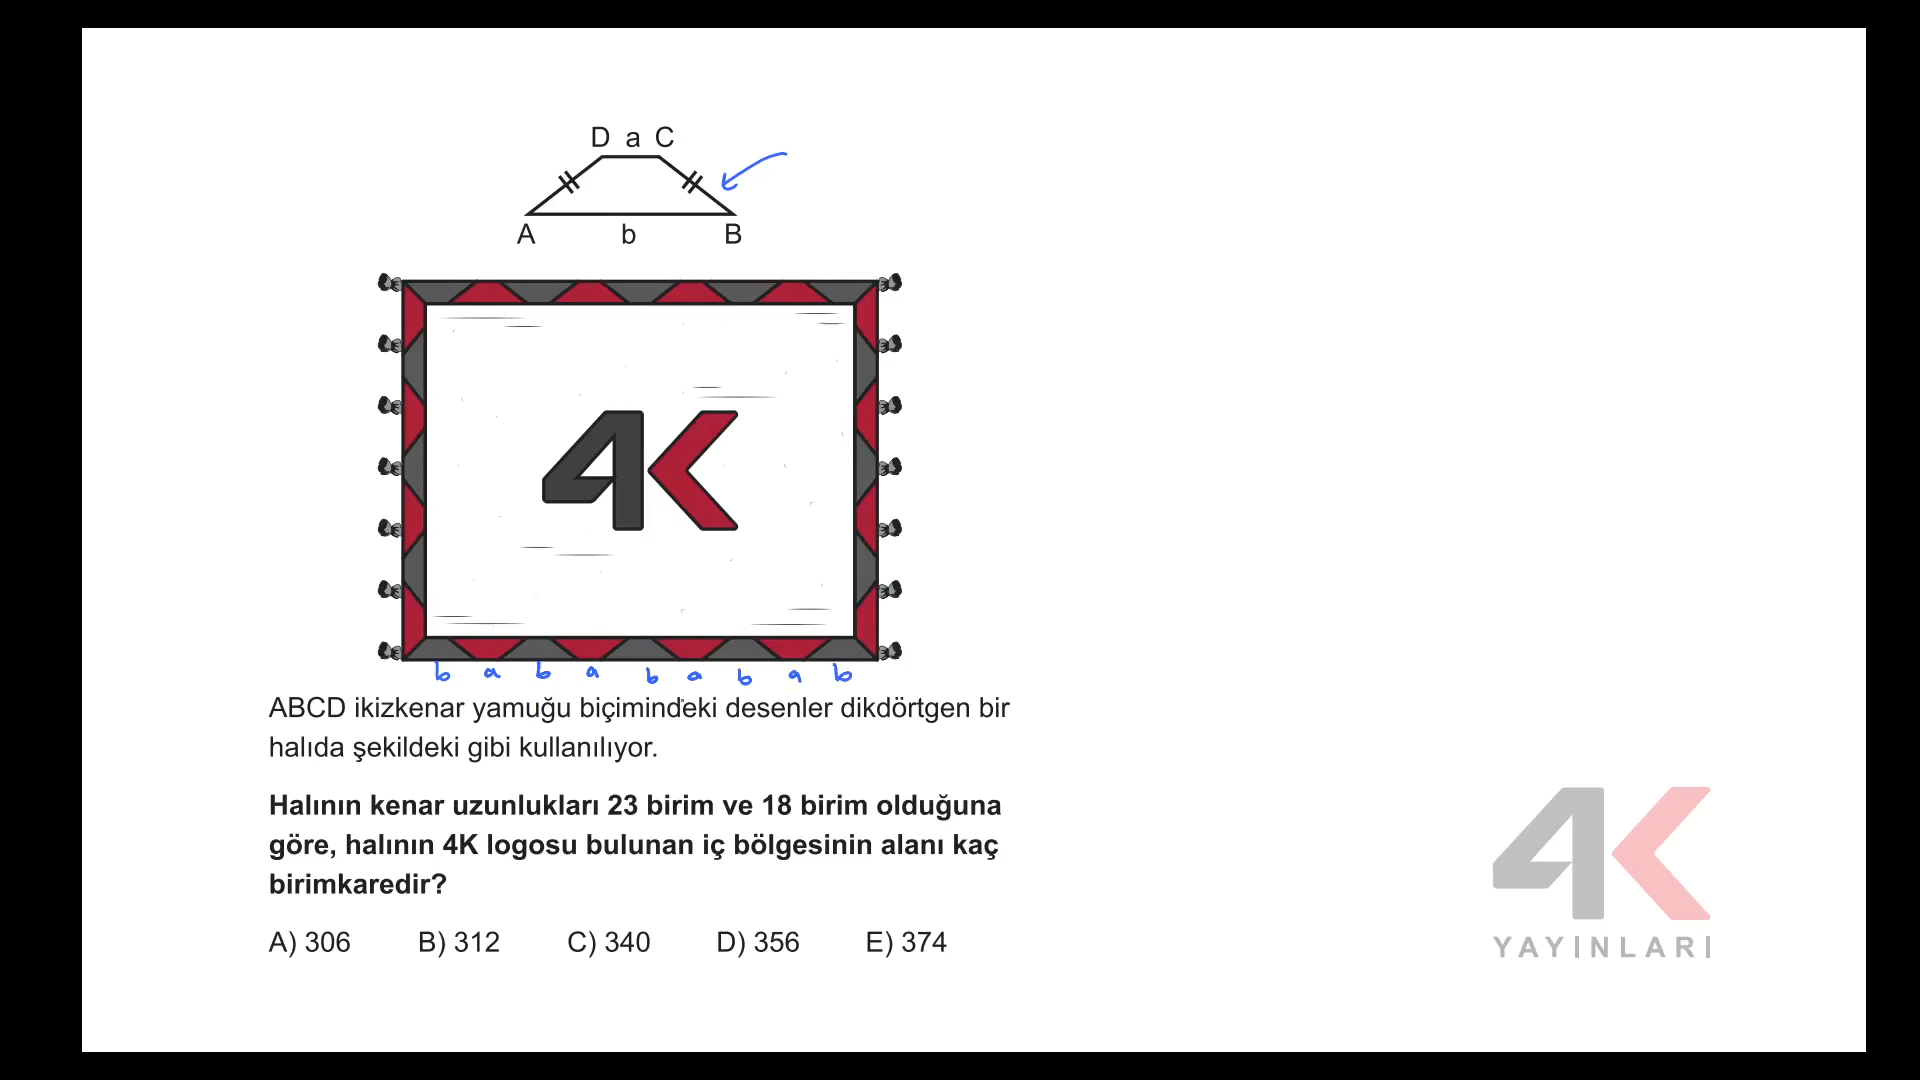 D a C
A b B
4K
b a b a b a b a b
ABCD ikizkenar yamuğu biçimindeki desenler dikdörtgen bir
halıda şekildeki gibi kullanılıyor.
Halının kenar uzunlukları 23 birim ve 18 birim olduğuna
göre, halının 4K logosu bulunan iç bölgesinin alanı kaç
birimkaredir?
A) 306 B) 312 C) 340 D) 356 E) 374
4K
YAYINLARI